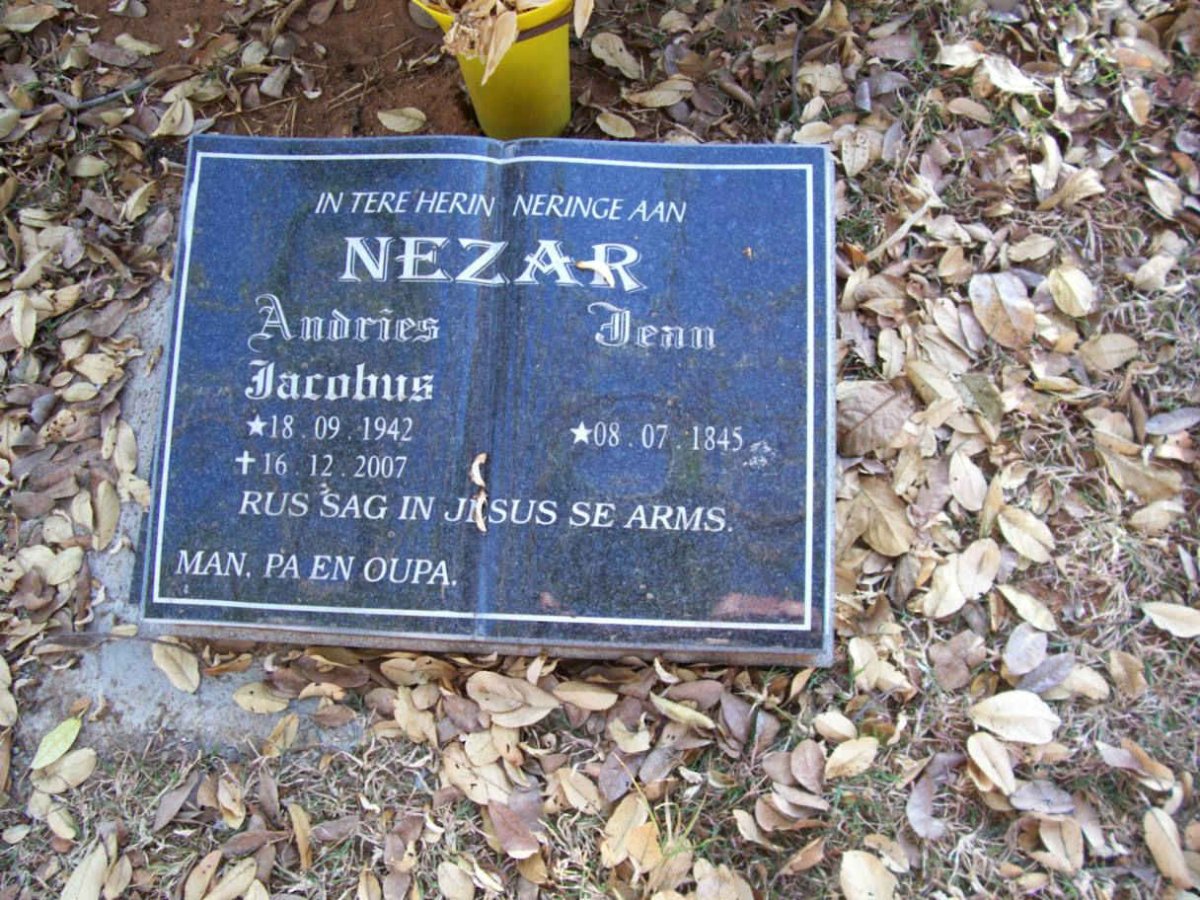 IN TERE HERIN NERINGE AAN
NEZAR
Andries
Jacobus
★18 . 09 . 1942
✝16 . 12 . 2007
Jean
★08 . 07 . 1845
RUS SAG IN JESUS SE ARMS.
MAN, PA EN OUPA.